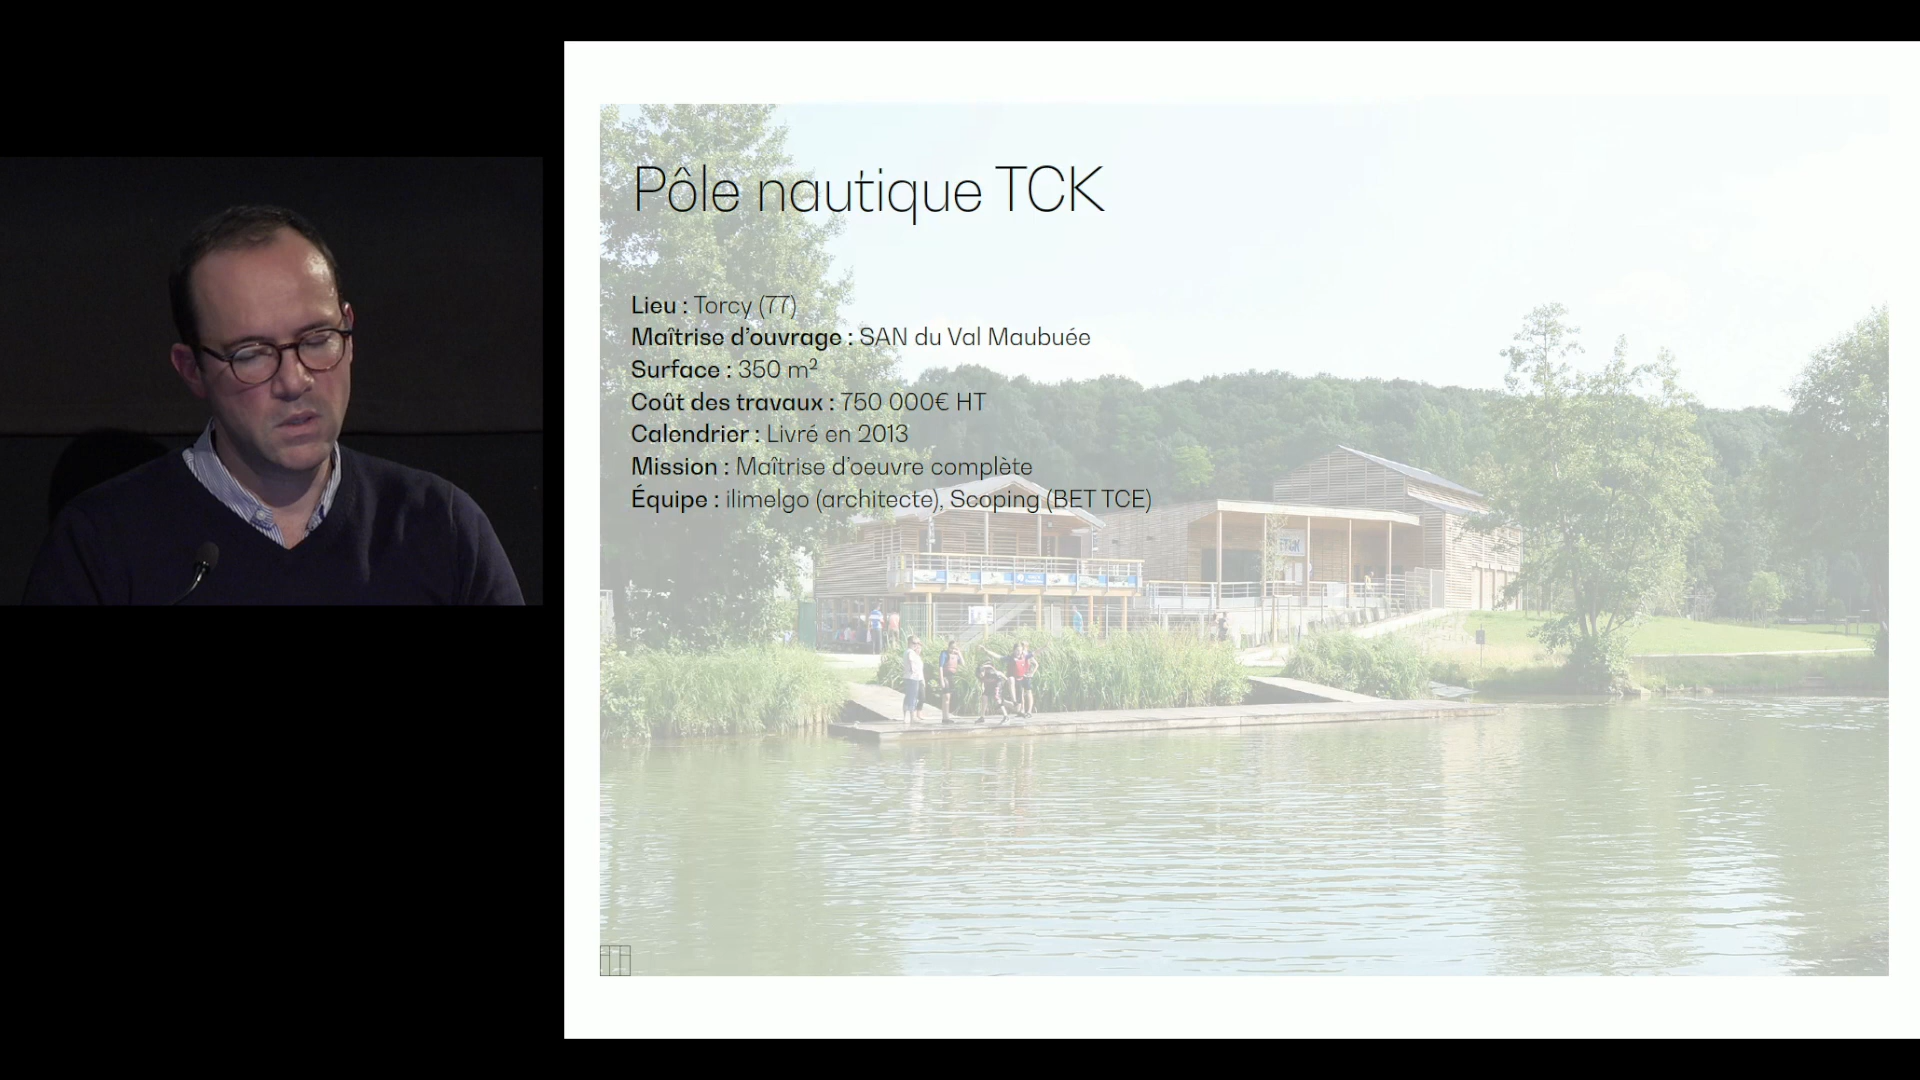 Pôle nautique TCK
Lieu : Torcy (77)
Maîtrise d'ouvrage : SAN du Val Maubuée
Surface : 350 m²
Coût des travaux : 750 000€ HT
Calendrier : Livré en 2013
Mission : Maîtrise d'oeuvre complète
Équipe : ilimelgo (architecte), Scoping (BET TCE)